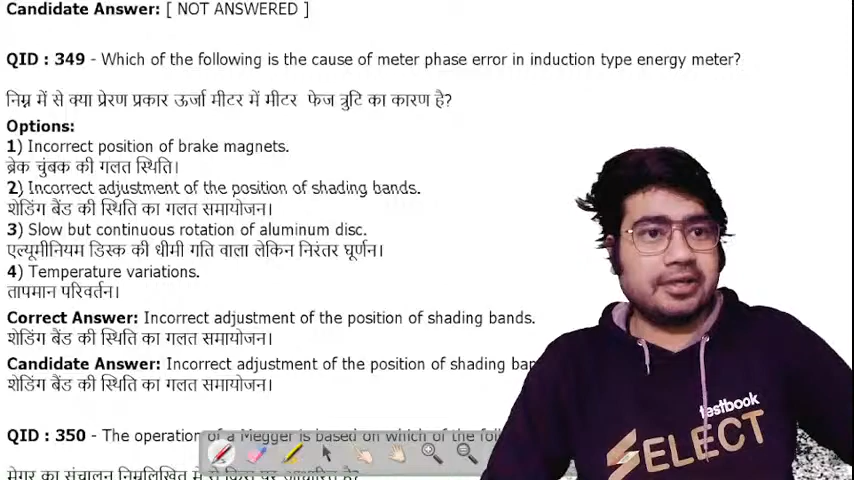 Candidate Answer: [ NOT ANSWERED ]
QID : 349 - Which of the following is the cause of meter phase error in induction type energy meter?
निम्न में से क्या प्रेरण प्रकार ऊर्जा मीटर में मीटर फेज त्रुटि का कारण है?
Options:
1) Incorrect position of brake magnets.
ब्रेक चुंबक की गलत स्थिति।
2) Incorrect adjustment of the position of shading bands.
शेडिंग बैंड की स्थिति का गलत समायोजन।
3) Slow but continuous rotation of aluminum disc.
एल्यूमीनियम डिस्क की धीमी गति वाला लेकिन निरंतर घूर्णन।
4) Temperature variations.
तापमान परिवर्तन।
Correct Answer: Incorrect adjustment of the position of shading bands.
शेडिंग बैंड की स्थिति का गलत समायोजन।
Candidate Answer: Incorrect adjustment of the position of shading
शेडिंग बैंड की स्थिति का गलत समायोजन।
QID : 350 - The operation of a Megger is based on which of the
मेगर का संचालन निम्नलिखित में से किस पर आधारित है?
testbook
SELECT